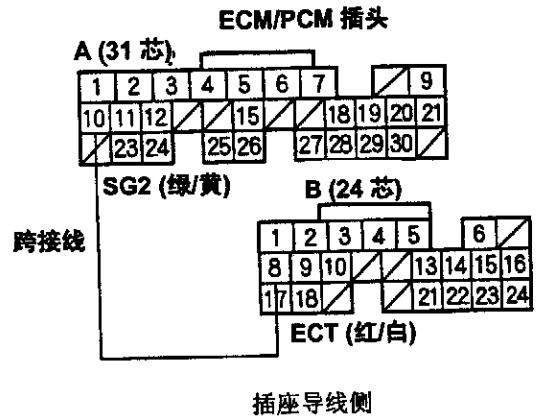 ECM/PCM 插头
A (31 芯)
1 2 3 4 5 6 7 9
10 11 12 15 18 19 20 21
23 24 25 26 27 28 29 30
SG2 (绿/黄)
B (24 芯)
跨接线
1 2 3 4 5 6
8 9 10 13 14 15 16
17 18 21 22 23 24
ECT (红/白)
插座导线侧